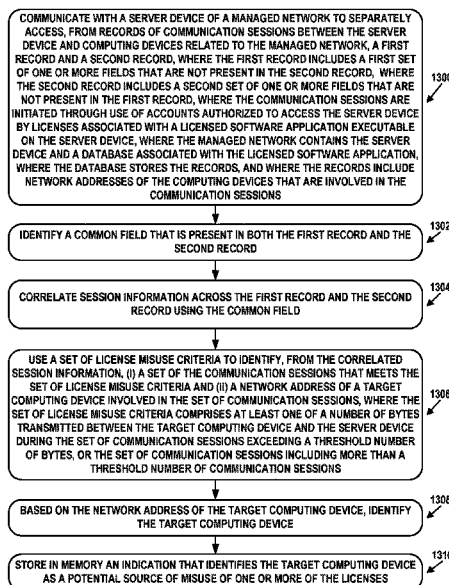 COMMUNICATE WITH A SERVER DEVICE OF A MANAGED NETWORK TO SEPARATELY
ACCESS, FROM RECORDS OF COMMUNICATION SESSIONS BETWEEN THE SERVER
DEVICE AND COMPUTING DEVICES RELATED TO THE MANAGED NETWORK, A FIRST
RECORD AND A SECOND RECORD, WHERE THE FIRST RECORD INCLUDES A FIRST SET
OF ONE OR MORE FIELDS THAT ARE NOT PRESENT IN THE SECOND RECORD, WHERE
THE SECOND RECORD INCLUDES A SECOND SET OF ONE OR MORE FIELDS THAT ARE
NOT PRESENT IN THE FIRST RECORD, WHERE THE COMMUNICATION SESSIONS ARE
INITIATED THROUGH USE OF ACCOUNTS AUTHORIZED TO ACCESS THE SERVER DEVICE
BY LICENSES ASSOCIATED WITH A LICENSED SOFTWARE APPLICATION EXECUTABLE
ON THE SERVER DEVICE, WHERE THE MANAGED NETWORK CONTAINS THE SERVER
DEVICE AND A DATABASE ASSOCIATED WITH THE LICENSED SOFTWARE APPLICATION,
WHERE THE DATABASE STORES THE RECORDS, AND WHERE THE RECORDS INCLUDE
NETWORK ADDRESSES OF THE COMPUTING DEVICES THAT ARE INVOLVED IN THE
COMMUNICATION SESSIONS
1300
IDENTIFY A COMMON FIELD THAT IS PRESENT IN BOTH THE FIRST RECORD AND THE
SECOND RECORD
1302
CORRELATE SESSION INFORMATION ACROSS THE FIRST RECORD AND THE SECOND
RECORD USING THE COMMON FIELD
1304
USE A SET OF LICENSE MISUSE CRITERIA TO IDENTIFY, FROM THE CORRELATED
SESSION INFORMATION, (I) A SET OF THE COMMUNICATION SESSIONS THAT MEETS THE
SET OF LICENSE MISUSE CRITERIA AND (II) A NETWORK ADDRESS OF A TARGET
COMPUTING DEVICE INVOLVED IN THE SET OF COMMUNICATION SESSIONS, WHERE THE
SET OF LICENSE MISUSE CRITERIA COMPRISES AT LEAST ONE OF A NUMBER OF BYTES
TRANSMITTED BETWEEN THE TARGET COMPUTING DEVICE AND THE SERVER DEVICE
DURING THE SET OF COMMUNICATION SESSIONS EXCEEDING A THRESHOLD NUMBER
OF BYTES, OR THE SET OF COMMUNICATION SESSIONS INCLUDING MORE THAN A
THRESHOLD NUMBER OF COMMUNICATION SESSIONS
1306
BASED ON THE NETWORK ADDRESS OF THE TARGET COMPUTING DEVICE, IDENTIFY
THE TARGET COMPUTING DEVICE
1308
STORE IN MEMORY AN INDICATION THAT IDENTIFIES THE TARGET COMPUTING DEVICE
AS A POTENTIAL SOURCE OF MISUSE OF ONE OR MORE OF THE LICENSES
1310